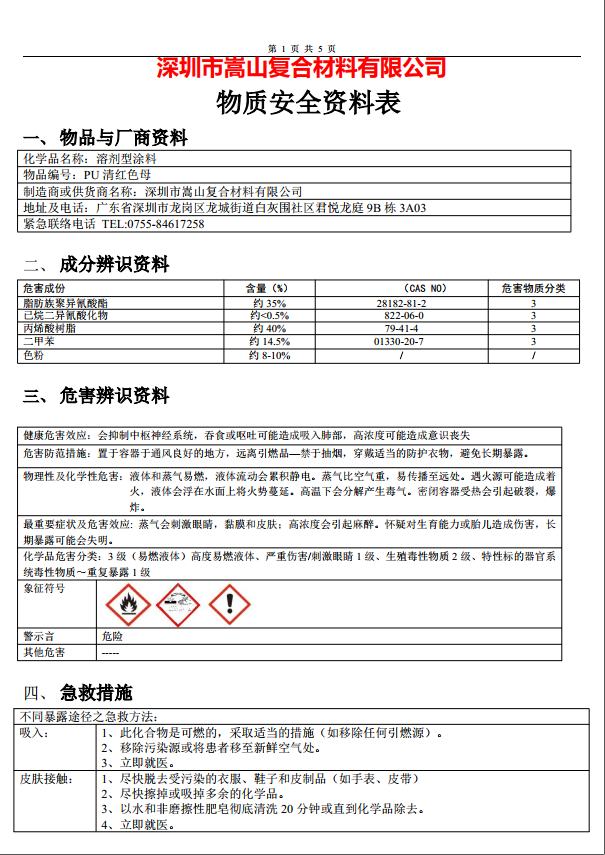 第 1 页 共 5 页
深圳市嵩山复合材料有限公司
物质安全资料表
一、 物品与厂商资料
化学品名称：溶剂型涂料
物品编号：PU 清红色母
制造商或供货商名称：深圳市嵩山复合材料有限公司
地址及电话：广东省深圳市龙岗区龙城街道白灰围社区君悦龙庭 9B 栋 3A03
紧急联络电话 TEL:0755-84617258
二、 成分辨识资料
危害成份 含量（%） （CAS NO） 危害物质分类
脂肪族聚异氰酸酯 约 35% 28182-81-2 3
已烷二异氰酸化物 约<0.5% 822-06-0 3
丙烯酸树脂 约 40% 79-41-4 3
二甲苯 约 14.5% 01330-20-7 3
色粉 约 8-10% / /
三、 危害辨识资料
健康危害效应：会抑制中枢神经系统，吞食或呕吐可能造成吸入肺部，高浓度可能造成意识丧失
危害防范措施：置于容器于通风良好的地方，远离引燃品—禁于抽烟，穿戴适当的防护衣物，避免长期暴露。
物理性及化学性危害：液体和蒸气易燃，液体流动会累积静电。蒸气比空气重，易传播至远处。遇火源可能造成着
火，液体会浮在水面上将火势蔓延。高温下会分解产生毒气。密闭容器受热会引起破裂，爆
炸。
最重要症状及危害效应: 蒸气会刺激眼睛，黏膜和皮肤；高浓度会引起麻醉。怀疑对生育能力或胎儿造成伤害，长
期暴露可能会失明。
化学品危害分类：3 级（易燃液体）高度易燃液体、严重伤害/刺激眼睛 1 级、生殖毒性物质 2 级、特性标的器官系
统毒性物质～重复暴露 1 级
象征符号
警示言 危险
其他危害 -----
四、 急救措施
不同暴露途径之急救方法：
吸入： 1、此化合物是可燃的，采取适当的措施（如移除任何引燃源）。
2、移除污染源或将患者移至新鲜空气处。
3、立即就医。
皮肤接触： 1、尽快脱去受污染的衣服、鞋子和皮制品（如手表、皮带）
2、尽快擦掉或吸掉多余的化学品。
3、以水和非磨擦性肥皂彻底清洗 20 分钟或直到化学品除去。
4、立即就医。